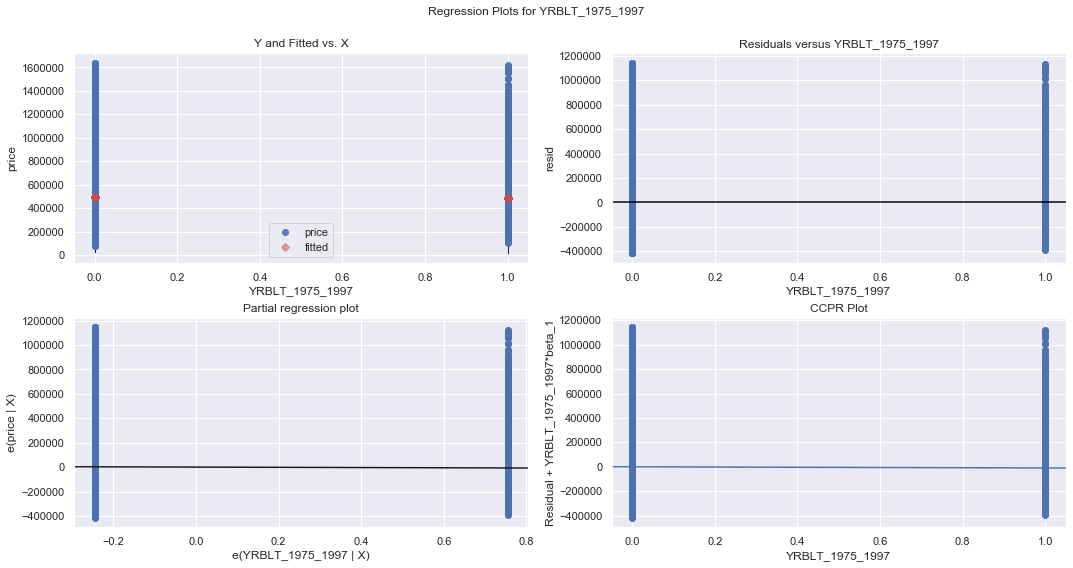 Regression Plots for YRBLT_1975_1997
Y and Fitted vs. X
price
1600000
1400000
1200000
1000000
800000
600000
400000
200000
0
0.0 0.2 0.4 0.6 0.8 1.0
YRBLT_1975_1997
price
fitted
Residuals versus YRBLT_1975_1997
resid
1200000
1000000
800000
600000
400000
200000
0
−200000
−400000
0.0 0.2 0.4 0.6 0.8 1.0
YRBLT_1975_1997
Partial regression plot
e(price | X)
1200000
1000000
800000
600000
400000
200000
0
−200000
−400000
−0.2 0.0 0.2 0.4 0.6 0.8
e(YRBLT_1975_1997 | X)
CCPR Plot
Residual + YRBLT_1975_1997*beta_1
1200000
1000000
800000
600000
400000
200000
0
−200000
−400000
0.0 0.2 0.4 0.6 0.8 1.0
YRBLT_1975_1997